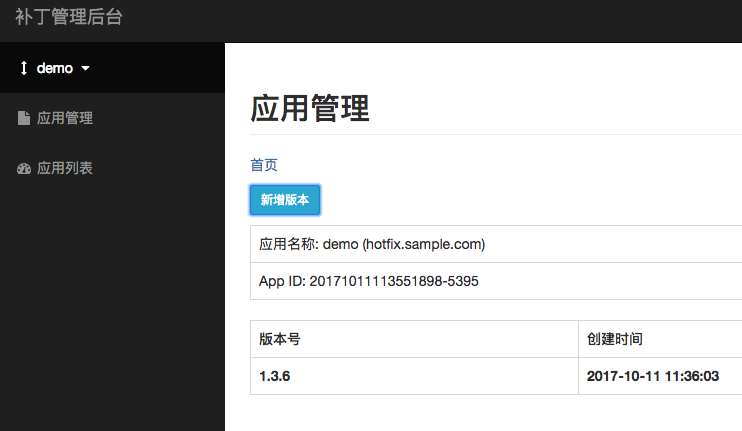 补丁管理后台
demo
应用管理
应用列表
应用管理
首页
新增版本
应用名称: demo (hotfix.sample.com)
App ID: 20171011113551898-5395
版本号 创建时间
1.3.6 2017-10-11 11:36:03